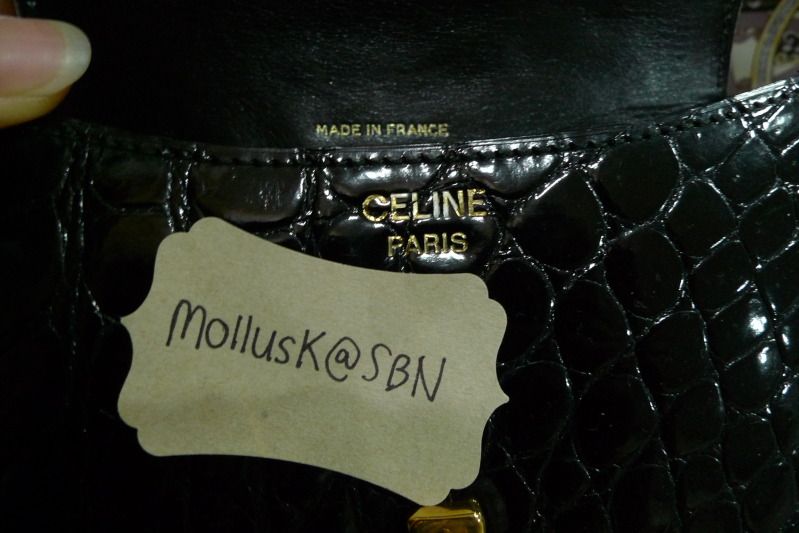 MADE IN FRANCE
CELINE
PARIS
mollusK@SBN